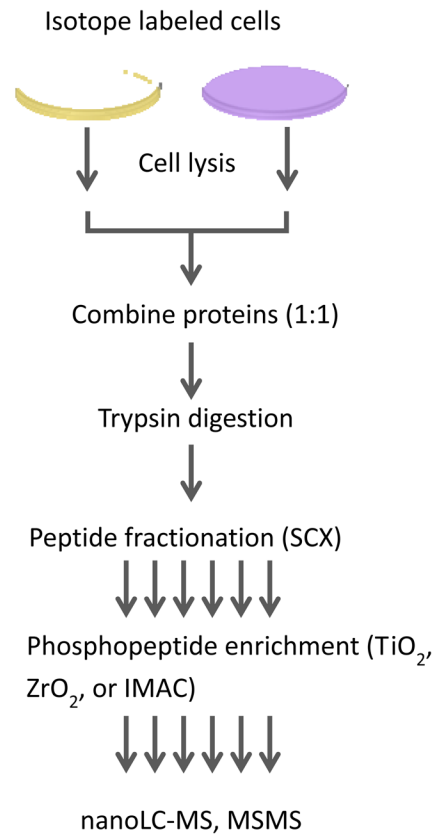 Isotope labeled cells
Cell lysis
Combine proteins (1:1)
Trypsin digestion
Peptide fractionation (SCX)
Phosphopeptide enrichment (TiO₂,
ZrO₂, or IMAC)
nanoLC-MS, MSMS